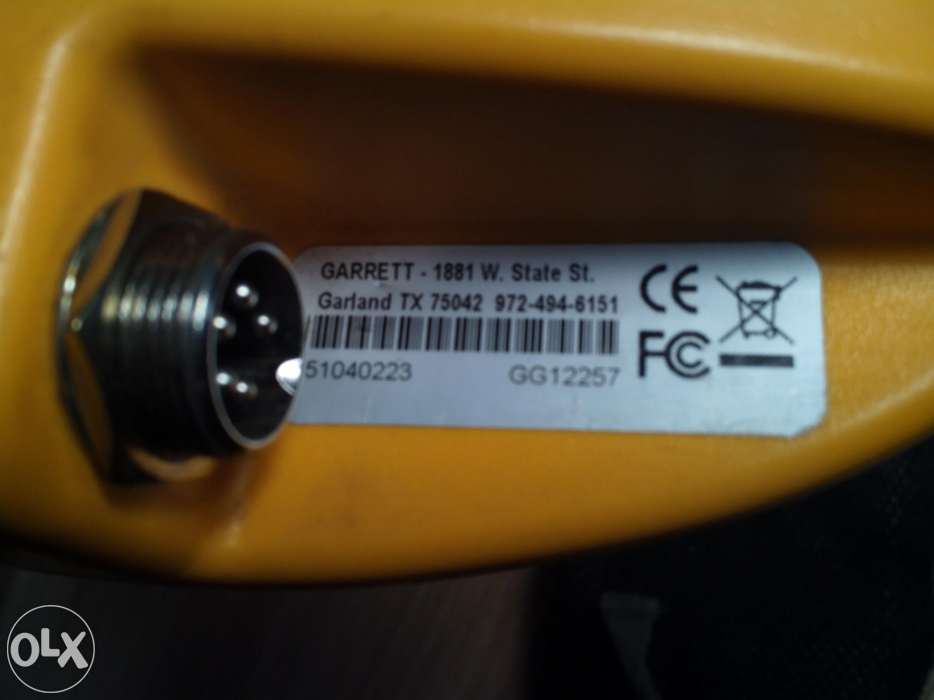 GARRETT - 1881 W. State St.
Garland TX 75042 972-494-6151
51040223 GG12257
CE
FC
OLX